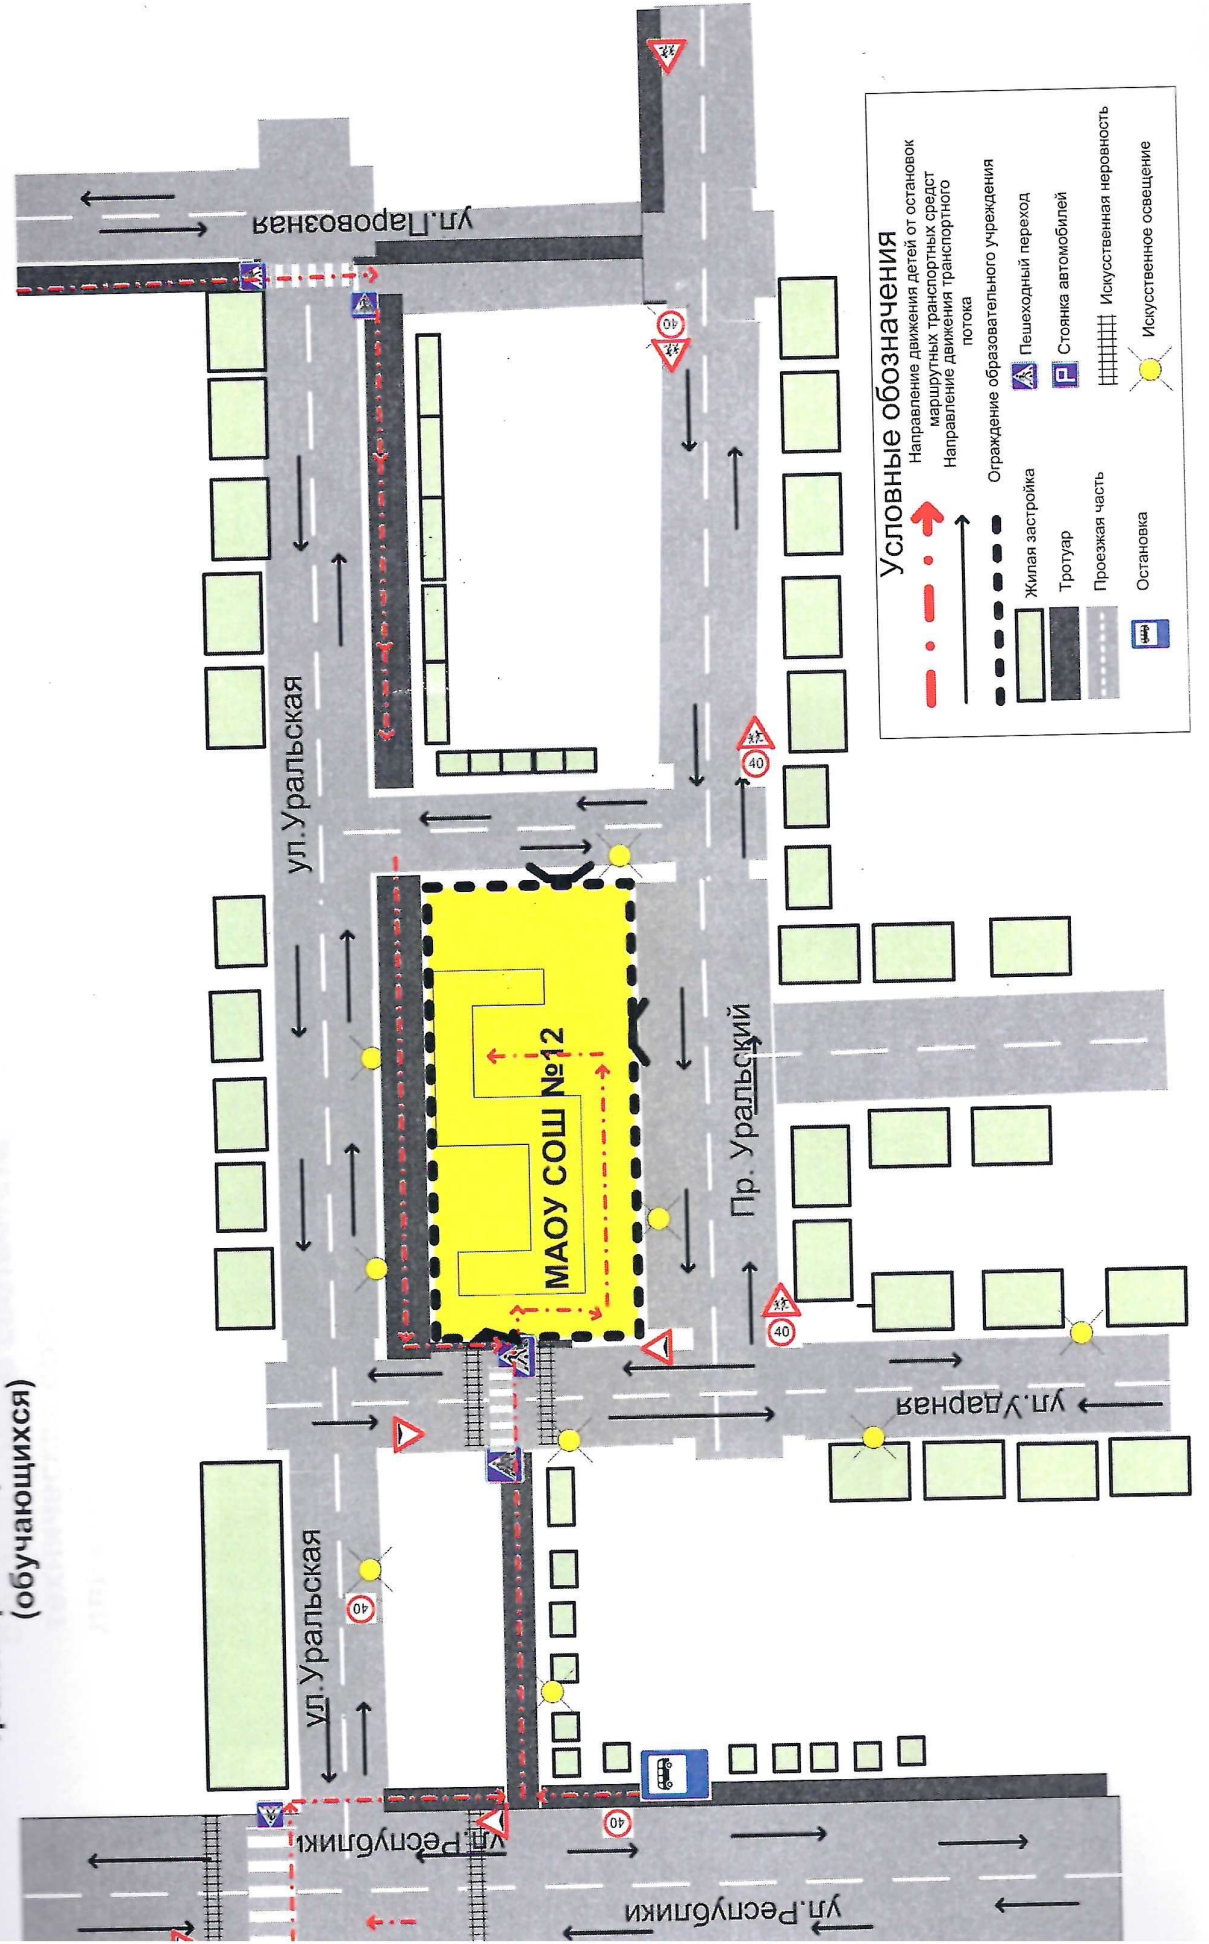 (обучающихся)
ул.Паровозная
ул.Уральская
40
МАОУ СОШ №12
Пр. Уральский
40
40
ул.Ударная
ул.Уральская
40
40
ул.Республики
ул.Республики
Условные обозначения
Направление движения детей от остановок
маршрутных транспортных средст
Направление движения транспортного
потока
Ограждение образовательного учреждения
Жилая застройка
Пешеходный переход
Тротуар
Стоянка автомобилей
P
Проезжая часть
Искусственная неровность
Остановка
Искусственное освещение